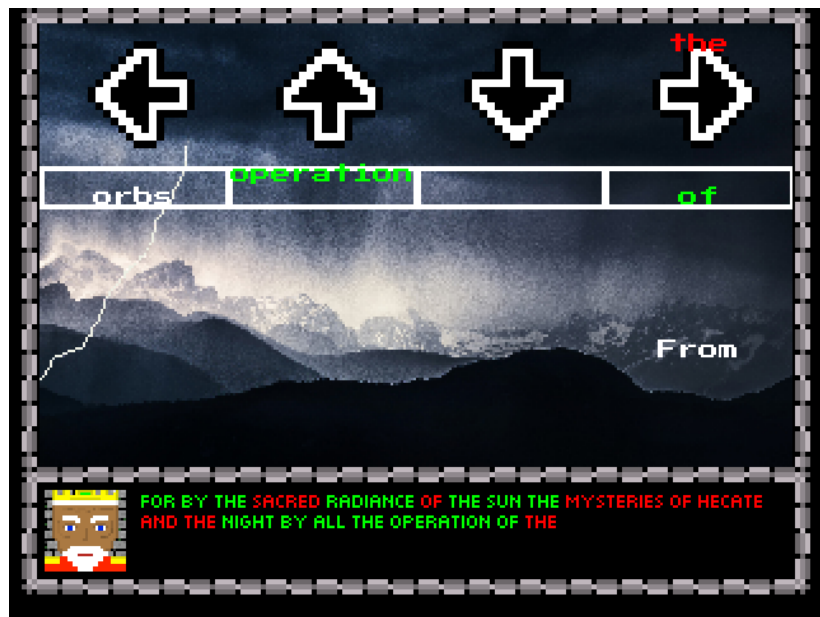 the
operation
orbs
of
From
FOR BY THE SACRED RADIANCE OF THE SUN THE MYSTERIES OF HECATE
AND THE NIGHT BY ALL THE OPERATION OF THE